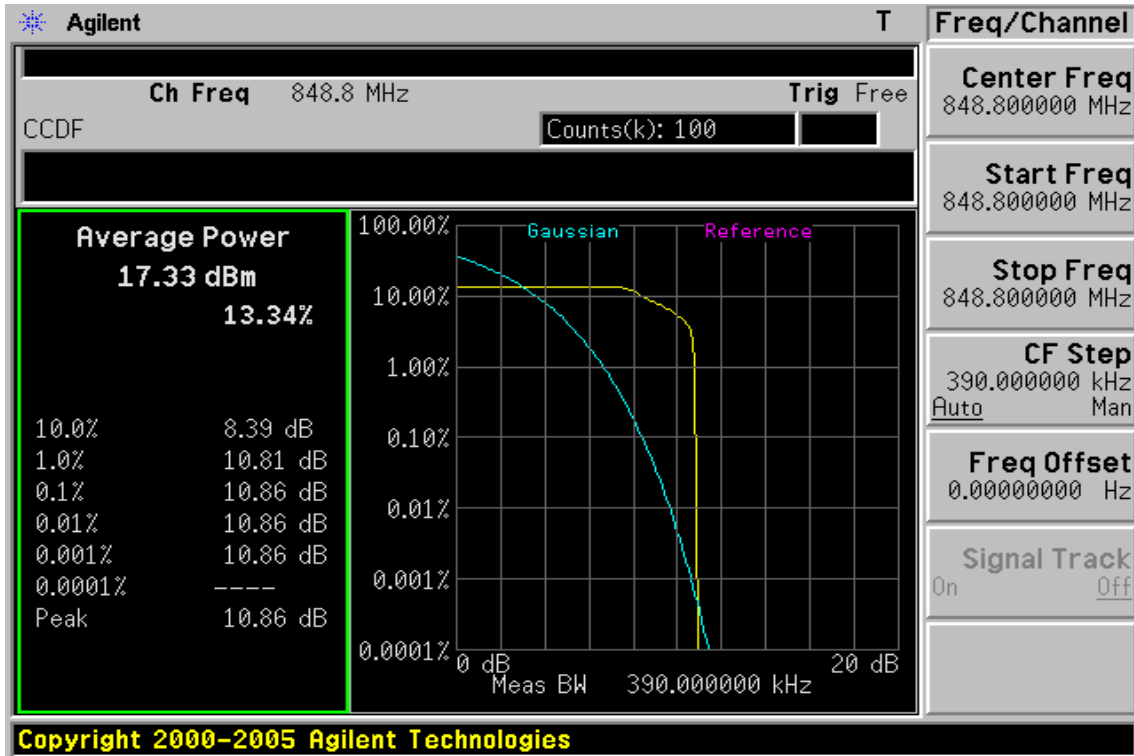 Agilent T
Ch Freq 848.8 MHz Trig Free
CCDF Counts(k): 100
Average Power
17.33 dBm
13.34%
10.0% 8.39 dB
1.0% 10.81 dB
0.1% 10.86 dB
0.01% 10.86 dB
0.001% 10.86 dB
0.0001% ----
Peak 10.86 dB
Gaussian Reference
100.00%
10.00%
1.00%
0.10%
0.01%
0.001%
0.0001%
0 dB 20 dB
Meas BW 390.000000 kHz
Freq/Channel
Center Freq
848.800000 MHz
Start Freq
848.800000 MHz
Stop Freq
848.800000 MHz
CF Step
390.000000 kHz
Auto Man
Freq Offset
0.00000000 Hz
Signal Track
On Off
Copyright 2000-2005 Agilent Technologies